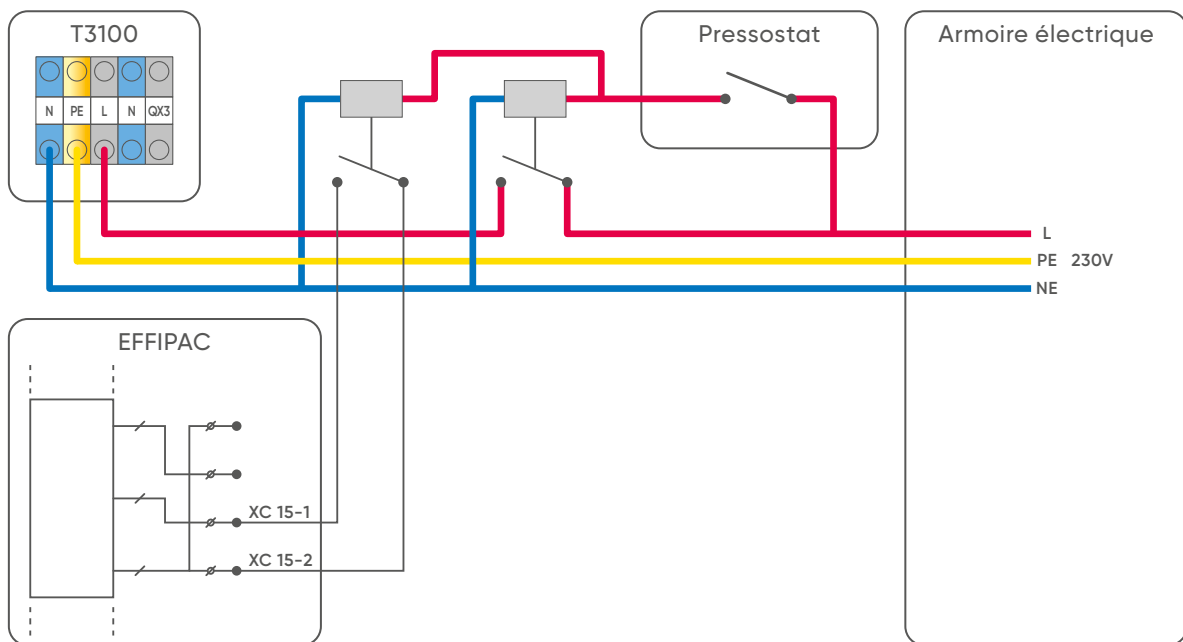 T3100
Pressostat
Armoire électrique
N PE L N QX3
L
PE 230V
NE
EFFIPAC
XC 15-1
XC 15-2